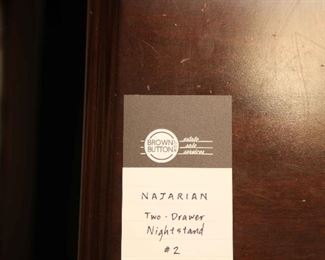 BROWN
BUTTON
estate
sale
services
NAJARIAN
Two-Drawer
Nightstand
#2